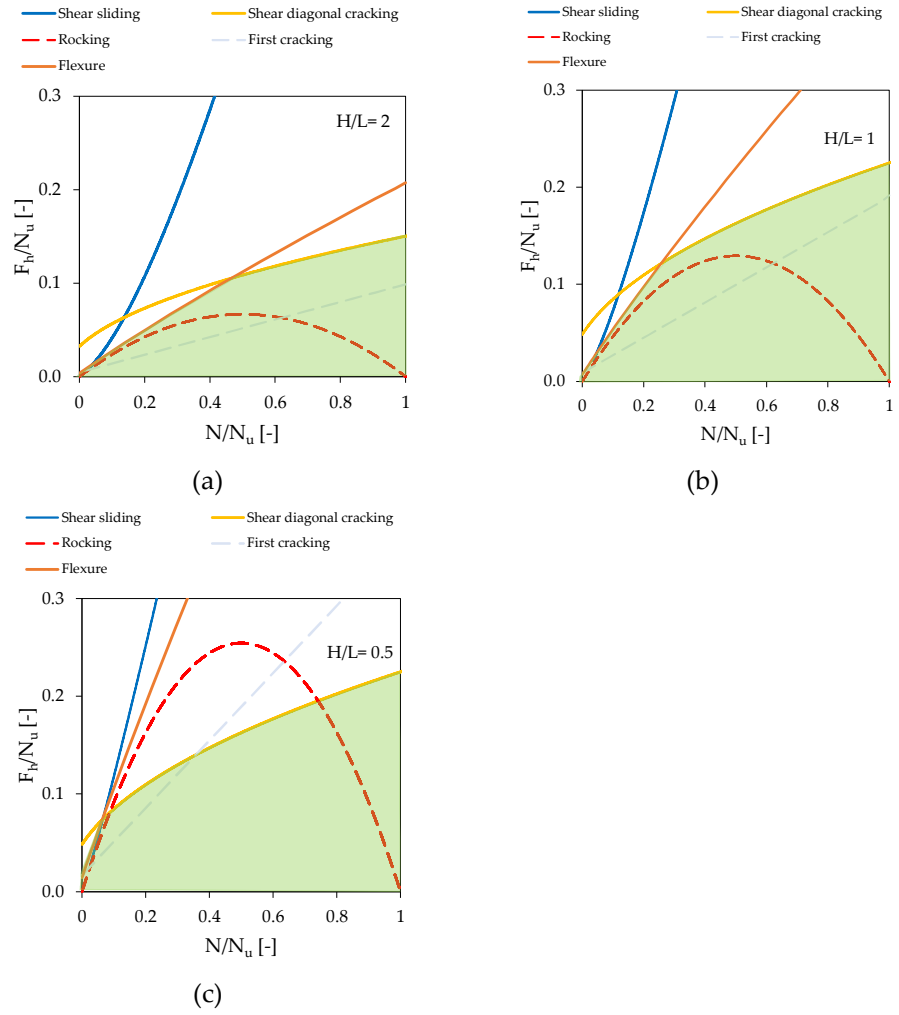 Shear sliding
Shear diagonal cracking
Rocking
First cracking
Flexure
0.3
H/L= 2
0.2
F_h/N_u [-]
0.1
0.0
0 0.2 0.4 0.6 0.8 1
N/N_u [-]
(a)
Shear sliding
Shear diagonal cracking
Rocking
First cracking
Flexure
0.3
H/L= 1
0.2
F_h/N_u [-]
0.1
0.0
0 0.2 0.4 0.6 0.8 1
N/N_u [-]
(b)
Shear sliding
Shear diagonal cracking
Rocking
First cracking
Flexure
0.3
H/L= 0.5
0.2
F_h/N_u [-]
0.1
0.0
0 0.2 0.4 0.6 0.8 1
N/N_u [-]
(c)